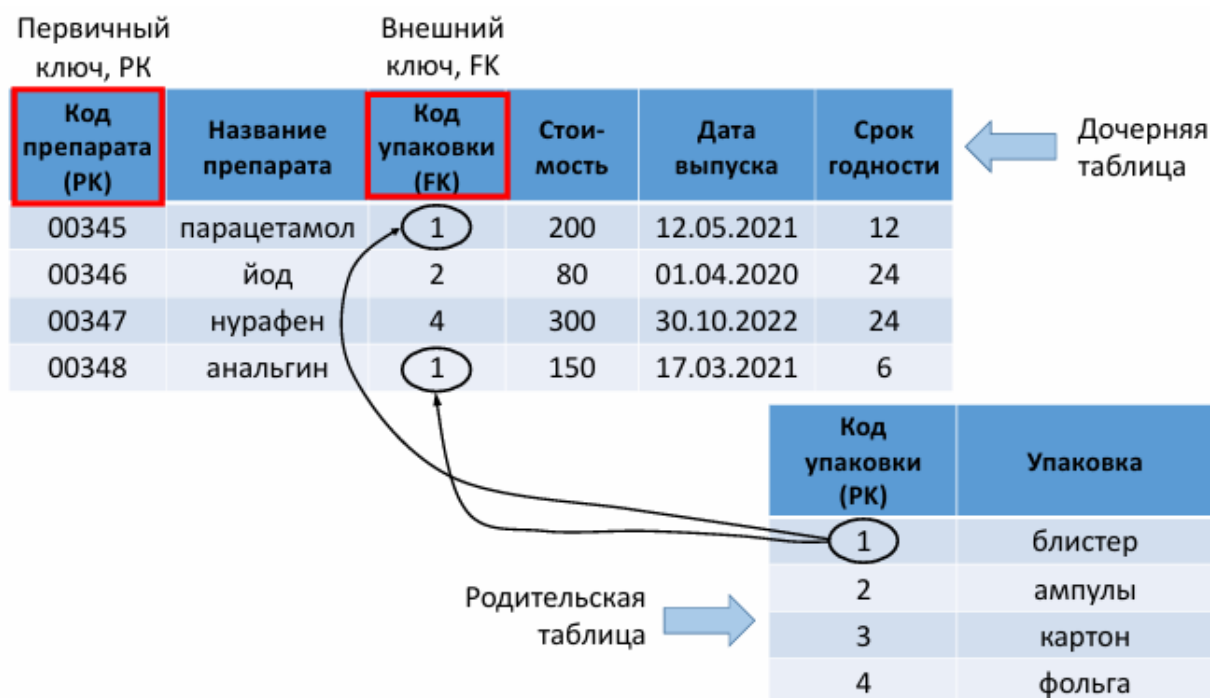 Первичный
ключ, РК
Внешний
ключ, FK
Код
препарата
(PK)
Название
препарата
Код
упаковки
(FK)
Стои-
мость
Дата
выпуска
Срок
годности
Дочерняя
таблица
00345 парацетамол 1 200 12.05.2021 12
00346 йод 2 80 01.04.2020 24
00347 нурафен 4 300 30.10.2022 24
00348 анальгин 1 150 17.03.2021 6
Код
упаковки
(PK)
Упаковка
1 блистер
2 ампулы
3 картон
4 фольга
Родительская
таблица